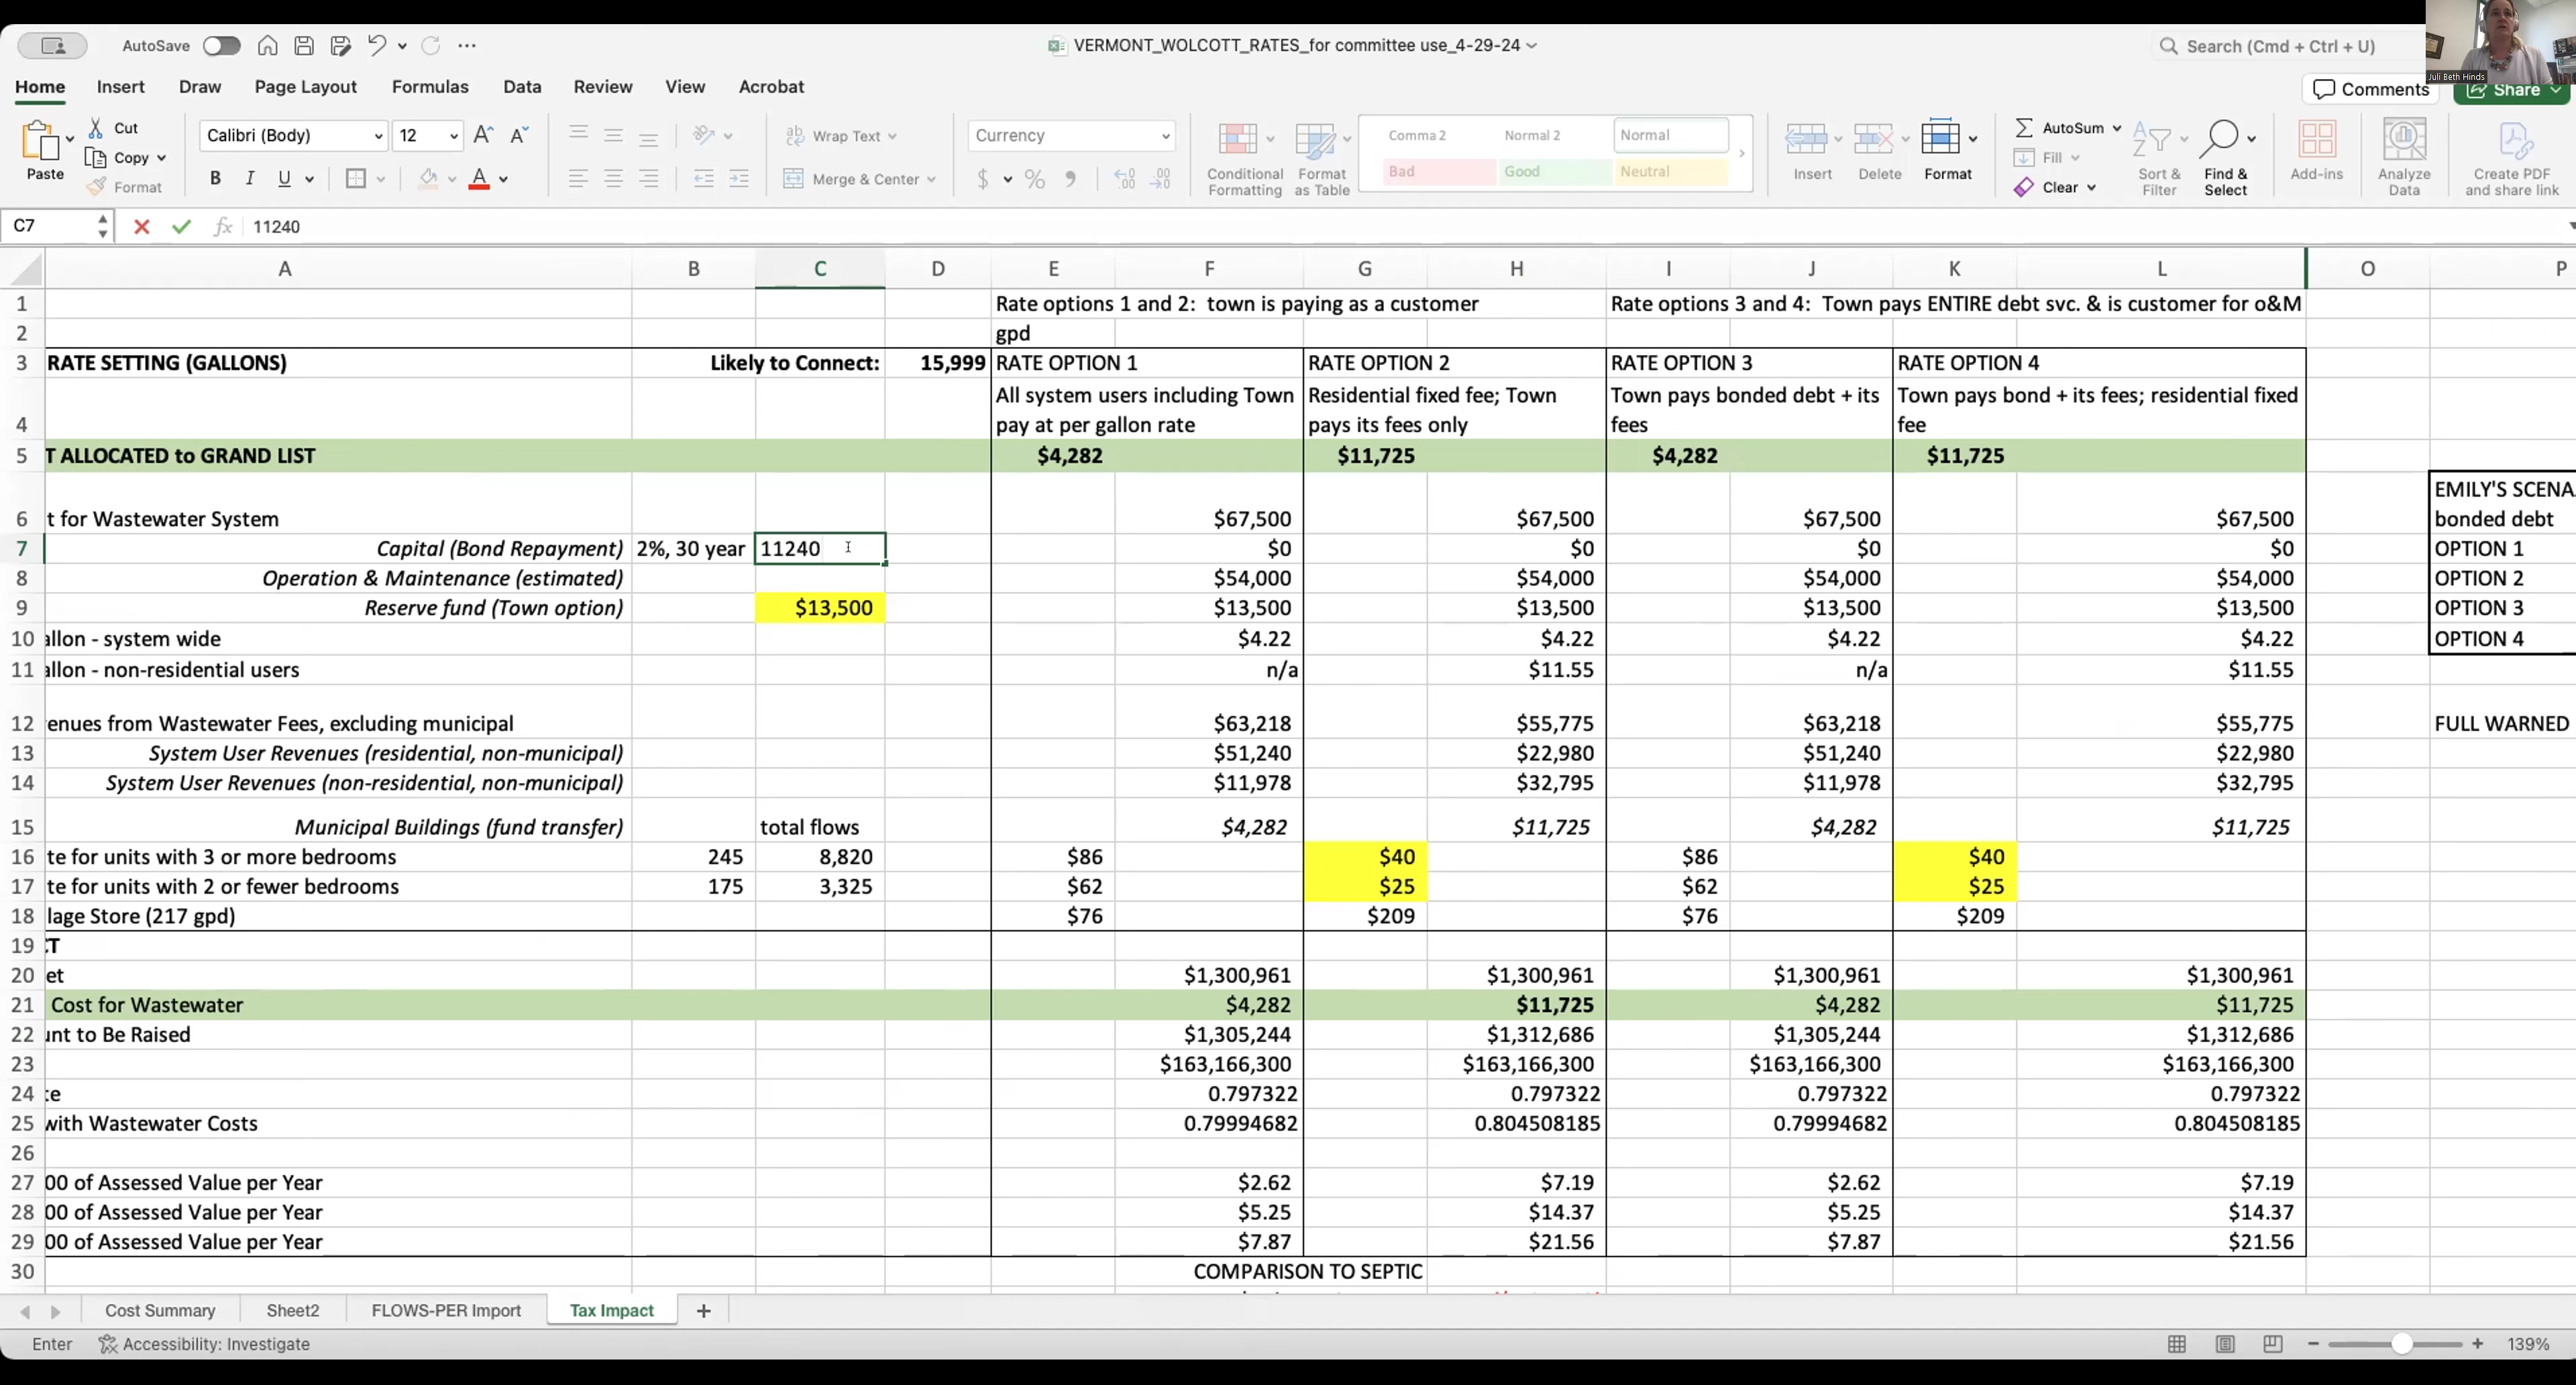 AutoSave
VERMONT_WOLCOTT_RATES_for committee use_4-29-24
Search (Cmd + Ctrl + U)
Juli Beth Hinds
Home Insert Draw Page Layout Formulas Data Review View Acrobat
Comments Share
Paste Cut Copy Format
Calibri (Body) 12
B I U A
Wrap Text
Merge & Center
Currency
$ %
Conditional Formatting
Format as Table
Comma 2 Normal 2 Normal
Bad Good Neutral
Insert Delete Format
AutoSum
Fill
Clear
Sort & Filter
Find & Select
Add-ins
Analyze Data
Create PDF and share link
C7 fx 11240
A B C D E F G H I J K L O P
1 Rate options 1 and 2: town is paying as a customer Rate options 3 and 4: Town pays ENTIRE debt svc. & is customer for o&M
2 gpd
3 RATE SETTING (GALLONS) Likely to Connect: 15,999 RATE OPTION 1 RATE OPTION 2 RATE OPTION 3 RATE OPTION 4
All system users including Town Residential fixed fee; Town Town pays bonded debt + its Town pays bond + its fees; residential fixed
4 pay at per gallon rate pays its fees only fees fee
5 T ALLOCATED to GRAND LIST $4,282 $11,725 $4,282 $11,725
EMILY'S SCENA
6 t for Wastewater System $67,500 $67,500 $67,500 $67,500 bonded debt
7 Capital (Bond Repayment) 2%, 30 year 11240 $0 $0 $0 $0 OPTION 1
8 Operation & Maintenance (estimated) $54,000 $54,000 $54,000 $54,000 OPTION 2
9 Reserve fund (Town option) $13,500 $13,500 $13,500 $13,500 $13,500 OPTION 3
10 allon - system wide $4.22 $4.22 $4.22 $4.22 OPTION 4
11 allon - non-residential users n/a $11.55 n/a $11.55
12 enues from Wastewater Fees, excluding municipal $63,218 $55,775 $63,218 $55,775 FULL WARNED
13 System User Revenues (residential, non-municipal) $51,240 $22,980 $51,240 $22,980
14 System User Revenues (non-residential, non-municipal) $11,978 $32,795 $11,978 $32,795
15 Municipal Buildings (fund transfer) total flows $4,282 $11,725 $4,282 $11,725
16 te for units with 3 or more bedrooms 245 8,820 $86 $40 $86 $40
17 te for units with 2 or fewer bedrooms 175 3,325 $62 $25 $62 $25
18 lage Store (217 gpd) $76 $209 $76 $209
19 CT
20 et $1,300,961 $1,300,961 $1,300,961 $1,300,961
21 Cost for Wastewater $4,282 $11,725 $4,282 $11,725
22 unt to Be Raised $1,305,244 $1,312,686 $1,305,244 $1,312,686
23 $163,166,300 $163,166,300 $163,166,300 $163,166,300
24 te 0.797322 0.797322 0.797322 0.797322
25 with Wastewater Costs 0.79994682 0.804508185 0.79994682 0.804508185
26
27 00 of Assessed Value per Year $2.62 $7.19 $2.62 $7.19
28 00 of Assessed Value per Year $5.25 $14.37 $5.25 $14.37
29 00 of Assessed Value per Year $7.87 $21.56 $7.87 $21.56
30 COMPARISON TO SEPTIC
Cost Summary Sheet2 FLOWS-PER Import Tax Impact +
Enter Accessibility: Investigate 139%